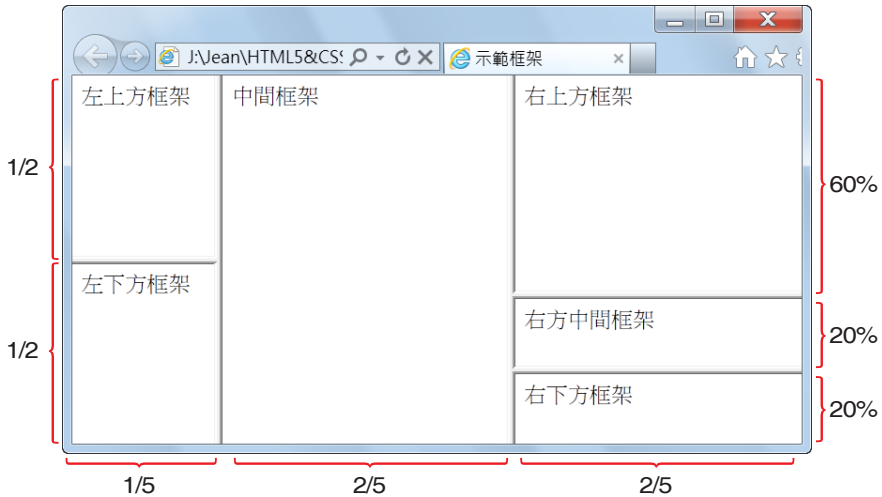 J:\Jean\HTML5&CSS
示範框架
左上方框架
中間框架
右上方框架
1/2
60%
左下方框架
右方中間框架
1/2
20%
右下方框架
20%
1/5
2/5
2/5